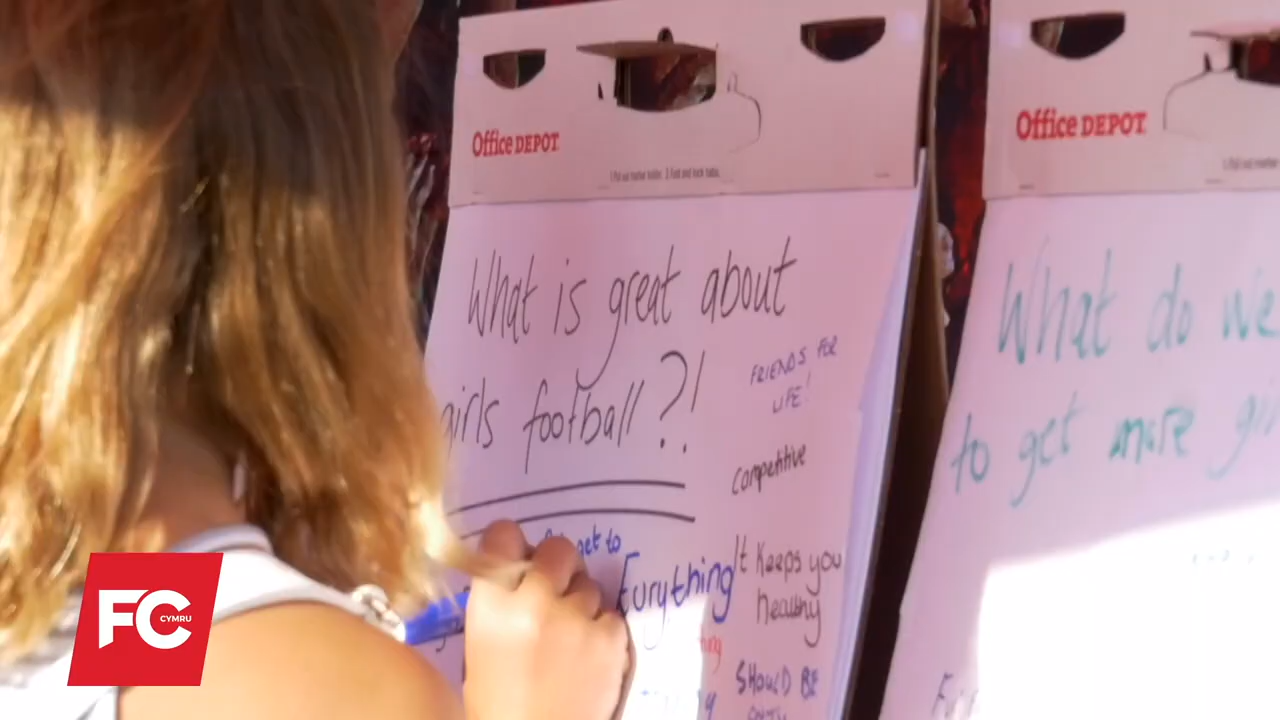 Office DEPOT
What is great about
girls football?!
FRIENDS FOR
LIFE!
competitive
get to
Eurything
It Keeps you
healthy
SHOULD BE
Office DEPOT
What do we
to get more
FC
CYMRU